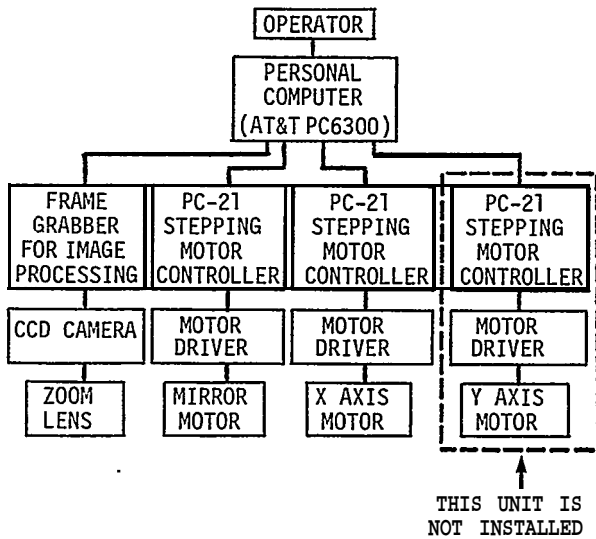 OPERATOR
PERSONAL
COMPUTER
(AT&T PC6300)
FRAME
GRABBER
FOR IMAGE
PROCESSING
PC-21
STEPPING
MOTOR
CONTROLLER
PC-21
STEPPING
MOTOR
CONTROLLER
PC-21
STEPPING
MOTOR
CONTROLLER
CCD CAMERA
MOTOR
DRIVER
MOTOR
DRIVER
MOTOR
DRIVER
ZOOM
LENS
MIRROR
MOTOR
X AXIS
MOTOR
Y AXIS
MOTOR
THIS UNIT IS
NOT INSTALLED